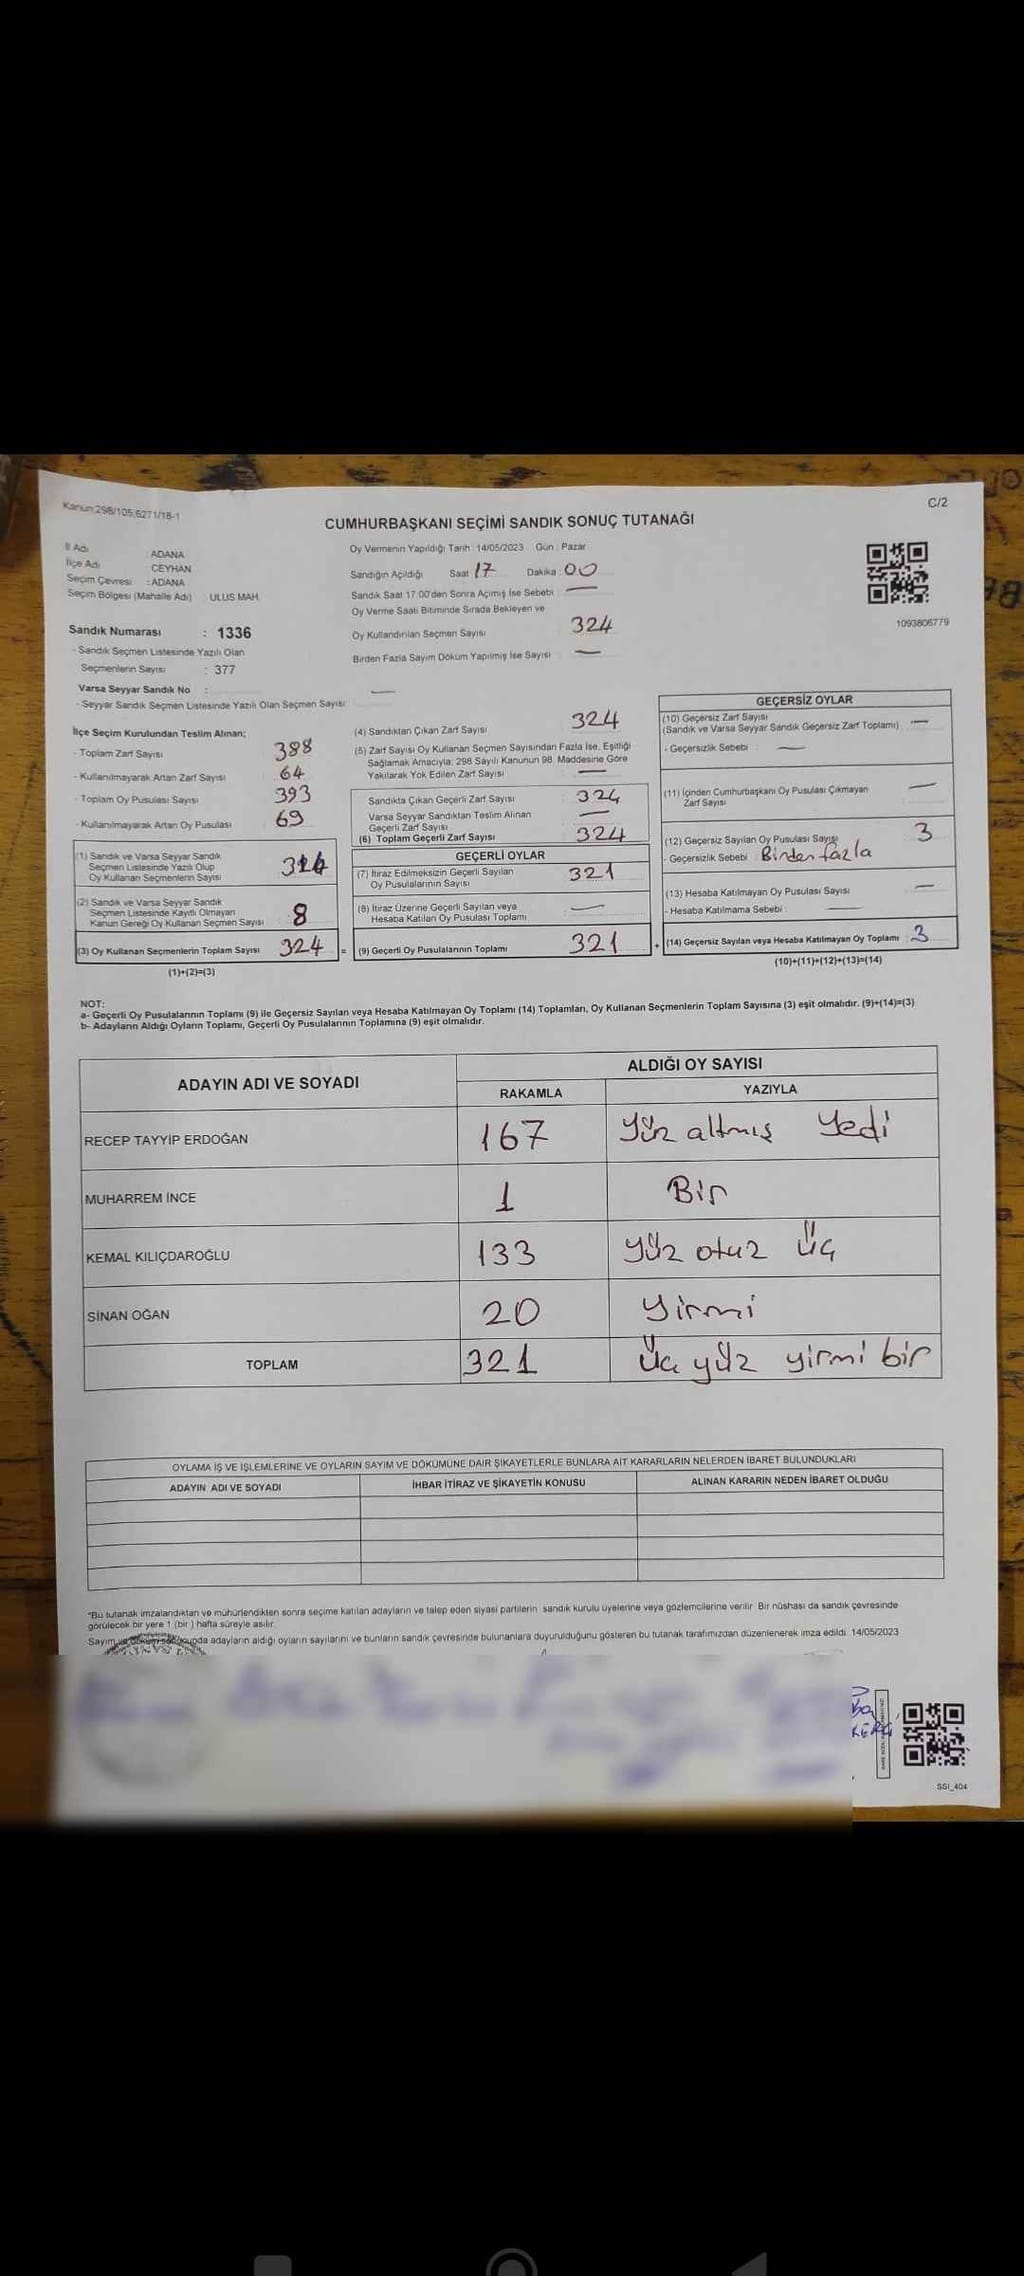 Kanun:298/105,6271/18-1
C/2
CUMHURBAŞKANI SEÇİMİ SANDIK SONUÇ TUTANAĞI
İl Adı : ADANA
İlçe Adı : CEYHAN
Seçim Çevresi : ADANA
Seçim Bölgesi (Mahalle Adı) : ULUS MAH.
Sandık Numarası : 1336
- Sandık Seçmen Listesinde Yazılı Olan
Seçmenlerin Sayısı : 377
Varsa Seyyar Sandık No :
- Seyyar Sandık Seçmen Listesinde Yazılı Olan Seçmen Sayısı
Oy Vermenin Yapıldığı Tarih : 14/05/2023 Gün : Pazar
Sandığın Açıldığı Saat 17 Dakika 00
Sandık Saat 17:00'den Sonra Açılmış İse Sebebi : —
Oy Verme Saati Bitiminde Sırada Bekleyen ve
Oy Kullandırılan Seçmen Sayısı 324
Birden Fazla Sayım Döküm Yapılmış İse Sayısı : —
1093806779
İlçe Seçim Kurulundan Teslim Alınan;
- Toplam Zarf Sayısı 388
- Kullanılmayarak Artan Zarf Sayısı 64
- Toplam Oy Pusulası Sayısı 393
- Kullanılmayarak Artan Oy Pusulası 69
(1) Sandık ve Varsa Seyyar Sandık
Seçmen Listesinde Yazılı Olup
Oy Kullanan Seçmenlerin Sayısı
(2) Sandık ve Varsa Seyyar Sandık
Seçmen Listesinde Kayıtlı Olmayan
Kanun Gereği Oy Kullanan Seçmen Sayısı 8
(3) Oy Kullanan Seçmenlerin Toplam Sayısı 324 =
(1)+(2)=(3)
(4) Sandıktan Çıkan Zarf Sayısı : 324
(5) Zarf Sayısı Oy Kullanan Seçmen Sayısından Fazla İse, Eşitliği
Sağlamak Amacıyla; 298 Sayılı Kanunun 98. Maddesine Göre
Yakılarak Yok Edilen Zarf Sayısı : —
Sandıkta Çıkan Geçerli Zarf Sayısı : 324
Varsa Seyyar Sandıktan Teslim Alınan
Geçerli Zarf Sayısı : —
(6) Toplam Geçerli Zarf Sayısı : 324
GEÇERLİ OYLAR
(7) İtiraz Edilmeksizin Geçerli Sayılan
Oy Pusulalarının Sayısı : 321
(8) İtiraz Üzerine Geçerli Sayılan veya
Hesaba Katılan Oy Pusulası Toplamı : —
(9) Geçerli Oy Pusulalarının Toplamı : 321 +
GEÇERSİZ OYLAR
(10) Geçersiz Zarf Sayısı
(Sandık ve Varsa Seyyar Sandık Geçersiz Zarf Toplamı) : —
- Geçersizlik Sebebi : —
(11) İçinden Cumhurbaşkanı Oy Pusulası Çıkmayan
Zarf Sayısı —
(12) Geçersiz Sayılan Oy Pusulası Sayısı 3
- Geçersizlik Sebebi : Birden fazla
(13) Hesaba Katılmayan Oy Pusulası Sayısı —
- Hesaba Katılmama Sebebi : —
(14) Geçersiz Sayılan veya Hesaba Katılmayan Oy Toplamı : 3
(10)+(11)+(12)+(13)=(14)
NOT:
a- Geçerli Oy Pusulalarının Toplamı (9) ile Geçersiz Sayılan veya Hesaba Katılmayan Oy Toplamı (14) Toplamları, Oy Kullanan Seçmenlerin Toplam Sayısına (3) eşit olmalıdır. (9)+(14)=(3)
b- Adayların Aldığı Oyların Toplamı, Geçerli Oy Pusulalarının Toplamına (9) eşit olmalıdır.
ADAYIN ADI VE SOYADI ALDIĞI OY SAYISI
RAKAMLA YAZIYLA
RECEP TAYYİP ERDOĞAN 167 Yüz altmış Yedi
MUHARREM İNCE 1 Bir
KEMAL KILIÇDAROĞLU 133 yüz otuz üç
SİNAN OĞAN 20 Yirmi
TOPLAM 321 üç yüz yirmi bir
OYLAMA İŞ VE İŞLEMLERİNE VE OYLARIN SAYIM VE DÖKÜMÜNE DAİR ŞİKAYETLERLE BUNLARA AİT KARARLARIN NELERDEN İBARET BULUNDUKLARI
ADAYIN ADI VE SOYADI İHBAR İTİRAZ VE ŞİKAYETİN KONUSU ALINAN KARARIN NEDEN İBARET OLDUĞU
*Bu tutanak imzalandıktan ve mühürlendikten sonra seçime katılan adayların ve talep eden siyasi partilerin sandık kurulu üyelerine veya gözlemcilerine verilir. Bir nüshası da sandık çevresinde
görülecek bir yere 1 (bir) hafta süreyle asılır.
Sayım ve döküm sonucunda adayların aldığı oyların sayılarını ve bunların sandık çevresinde bulunanlara duyurulduğunu gösteren bu tutanak tarafımızdan düzenlenerek imza edildi. 14/05/2023
SSI_404